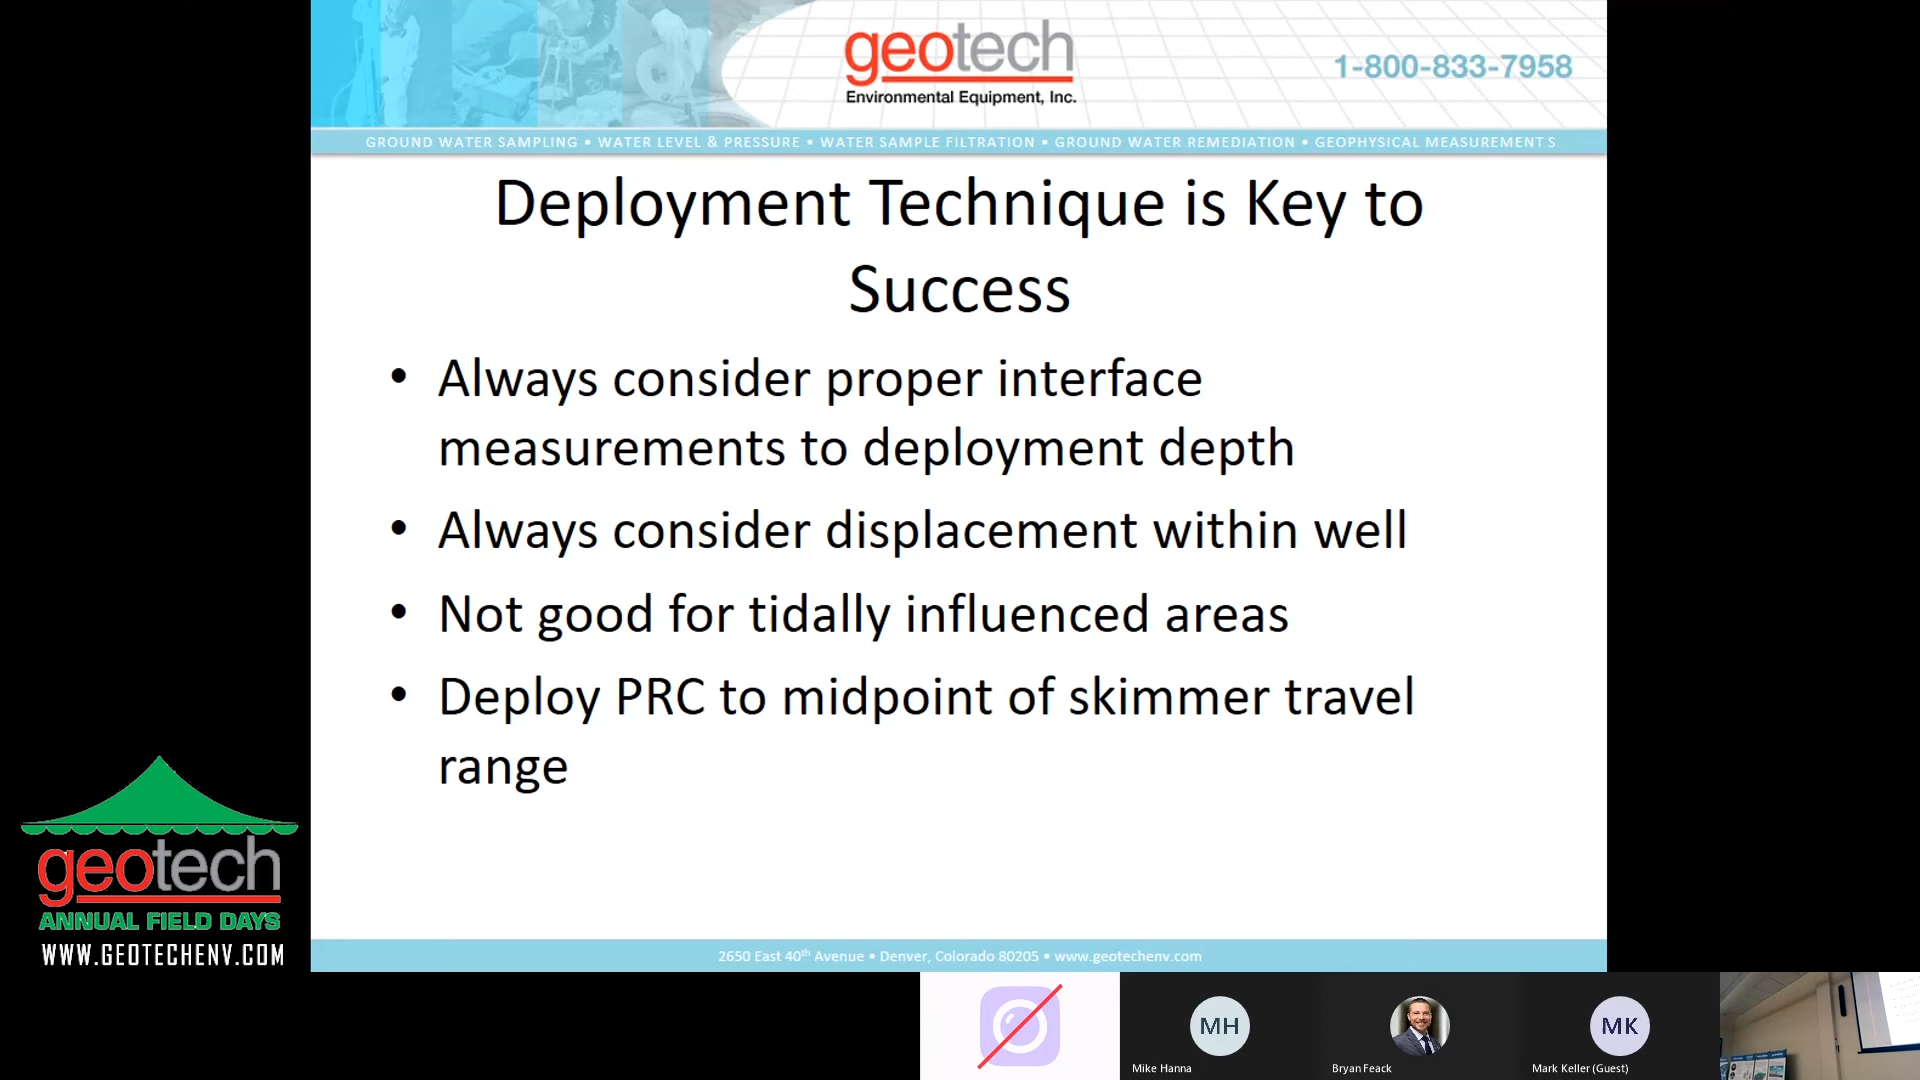 geotech
Environmental Equipment, Inc.
1-800-833-7958
GROUND WATER SAMPLING • WATER LEVEL & PRESSURE • WATER SAMPLE FILTRATION • GROUND WATER REMEDIATION • GEOPHYSICAL MEASUREMENTS
Deployment Technique is Key to
Success
• Always consider proper interface
measurements to deployment depth
• Always consider displacement within well
• Not good for tidally influenced areas
• Deploy PRC to midpoint of skimmer travel
range
geotech
ANNUAL FIELD DAYS
WWW.GEOTECHENV.COM
2650 East 40th Avenue • Denver, Colorado 80205 • www.geotechenv.com
MH
MK
Mike Hanna
Bryan Feack
Mark Keller (Guest)